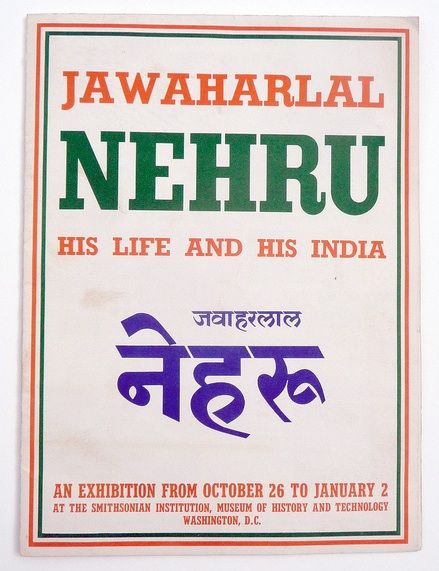 JAWAHARLAL
NEHRU
HIS LIFE AND HIS INDIA
जवाहरलाल
नेहरू
AN EXHIBITION FROM OCTOBER 26 TO JANUARY 2
AT THE SMITHSONIAN INSTITUTION, MUSEUM OF HISTORY AND TECHNOLOGY
WASHINGTON, D.C.